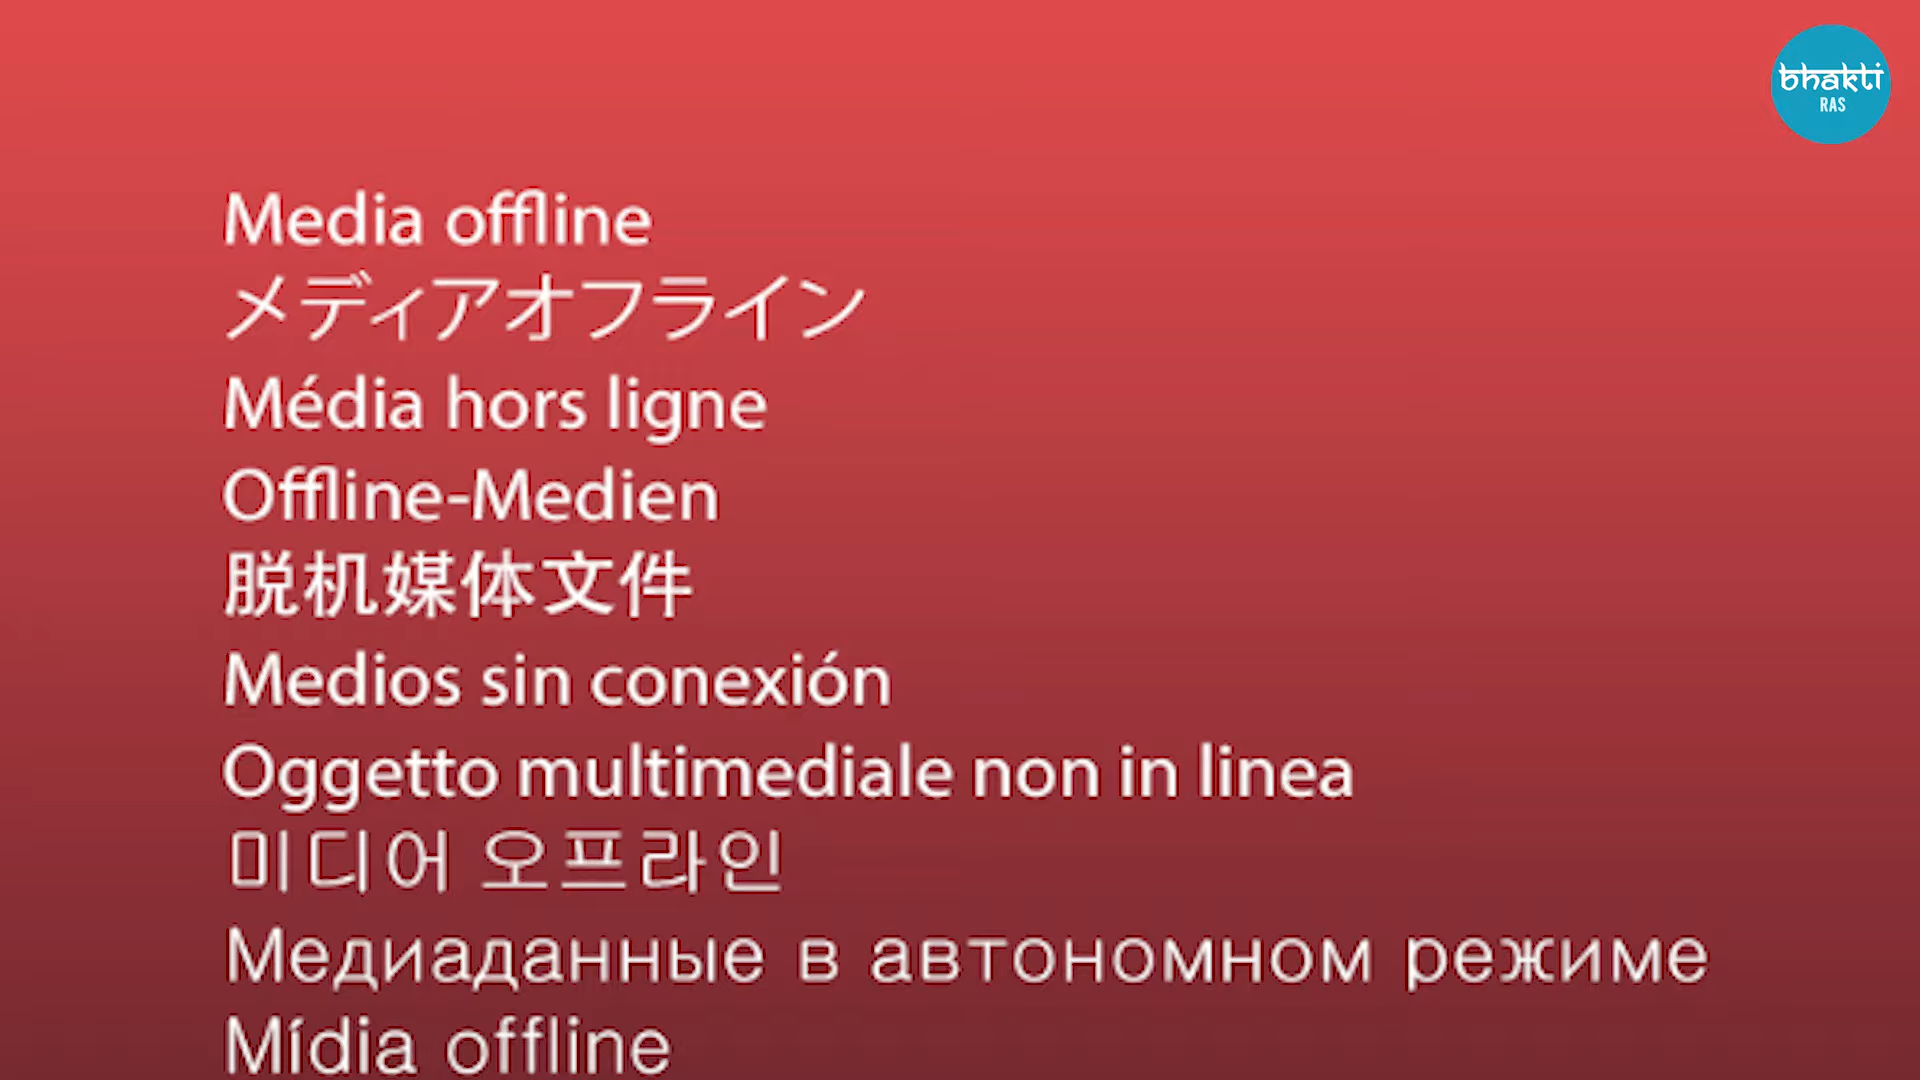 bhakti
RAS
Media offline
メディアオフライン
Média hors ligne
Offline-Medien
脱机媒体文件
Medios sin conexión
Oggetto multimediale non in linea
미디어 오프라인
Медиаданные в автономном режиме
Mídia offline